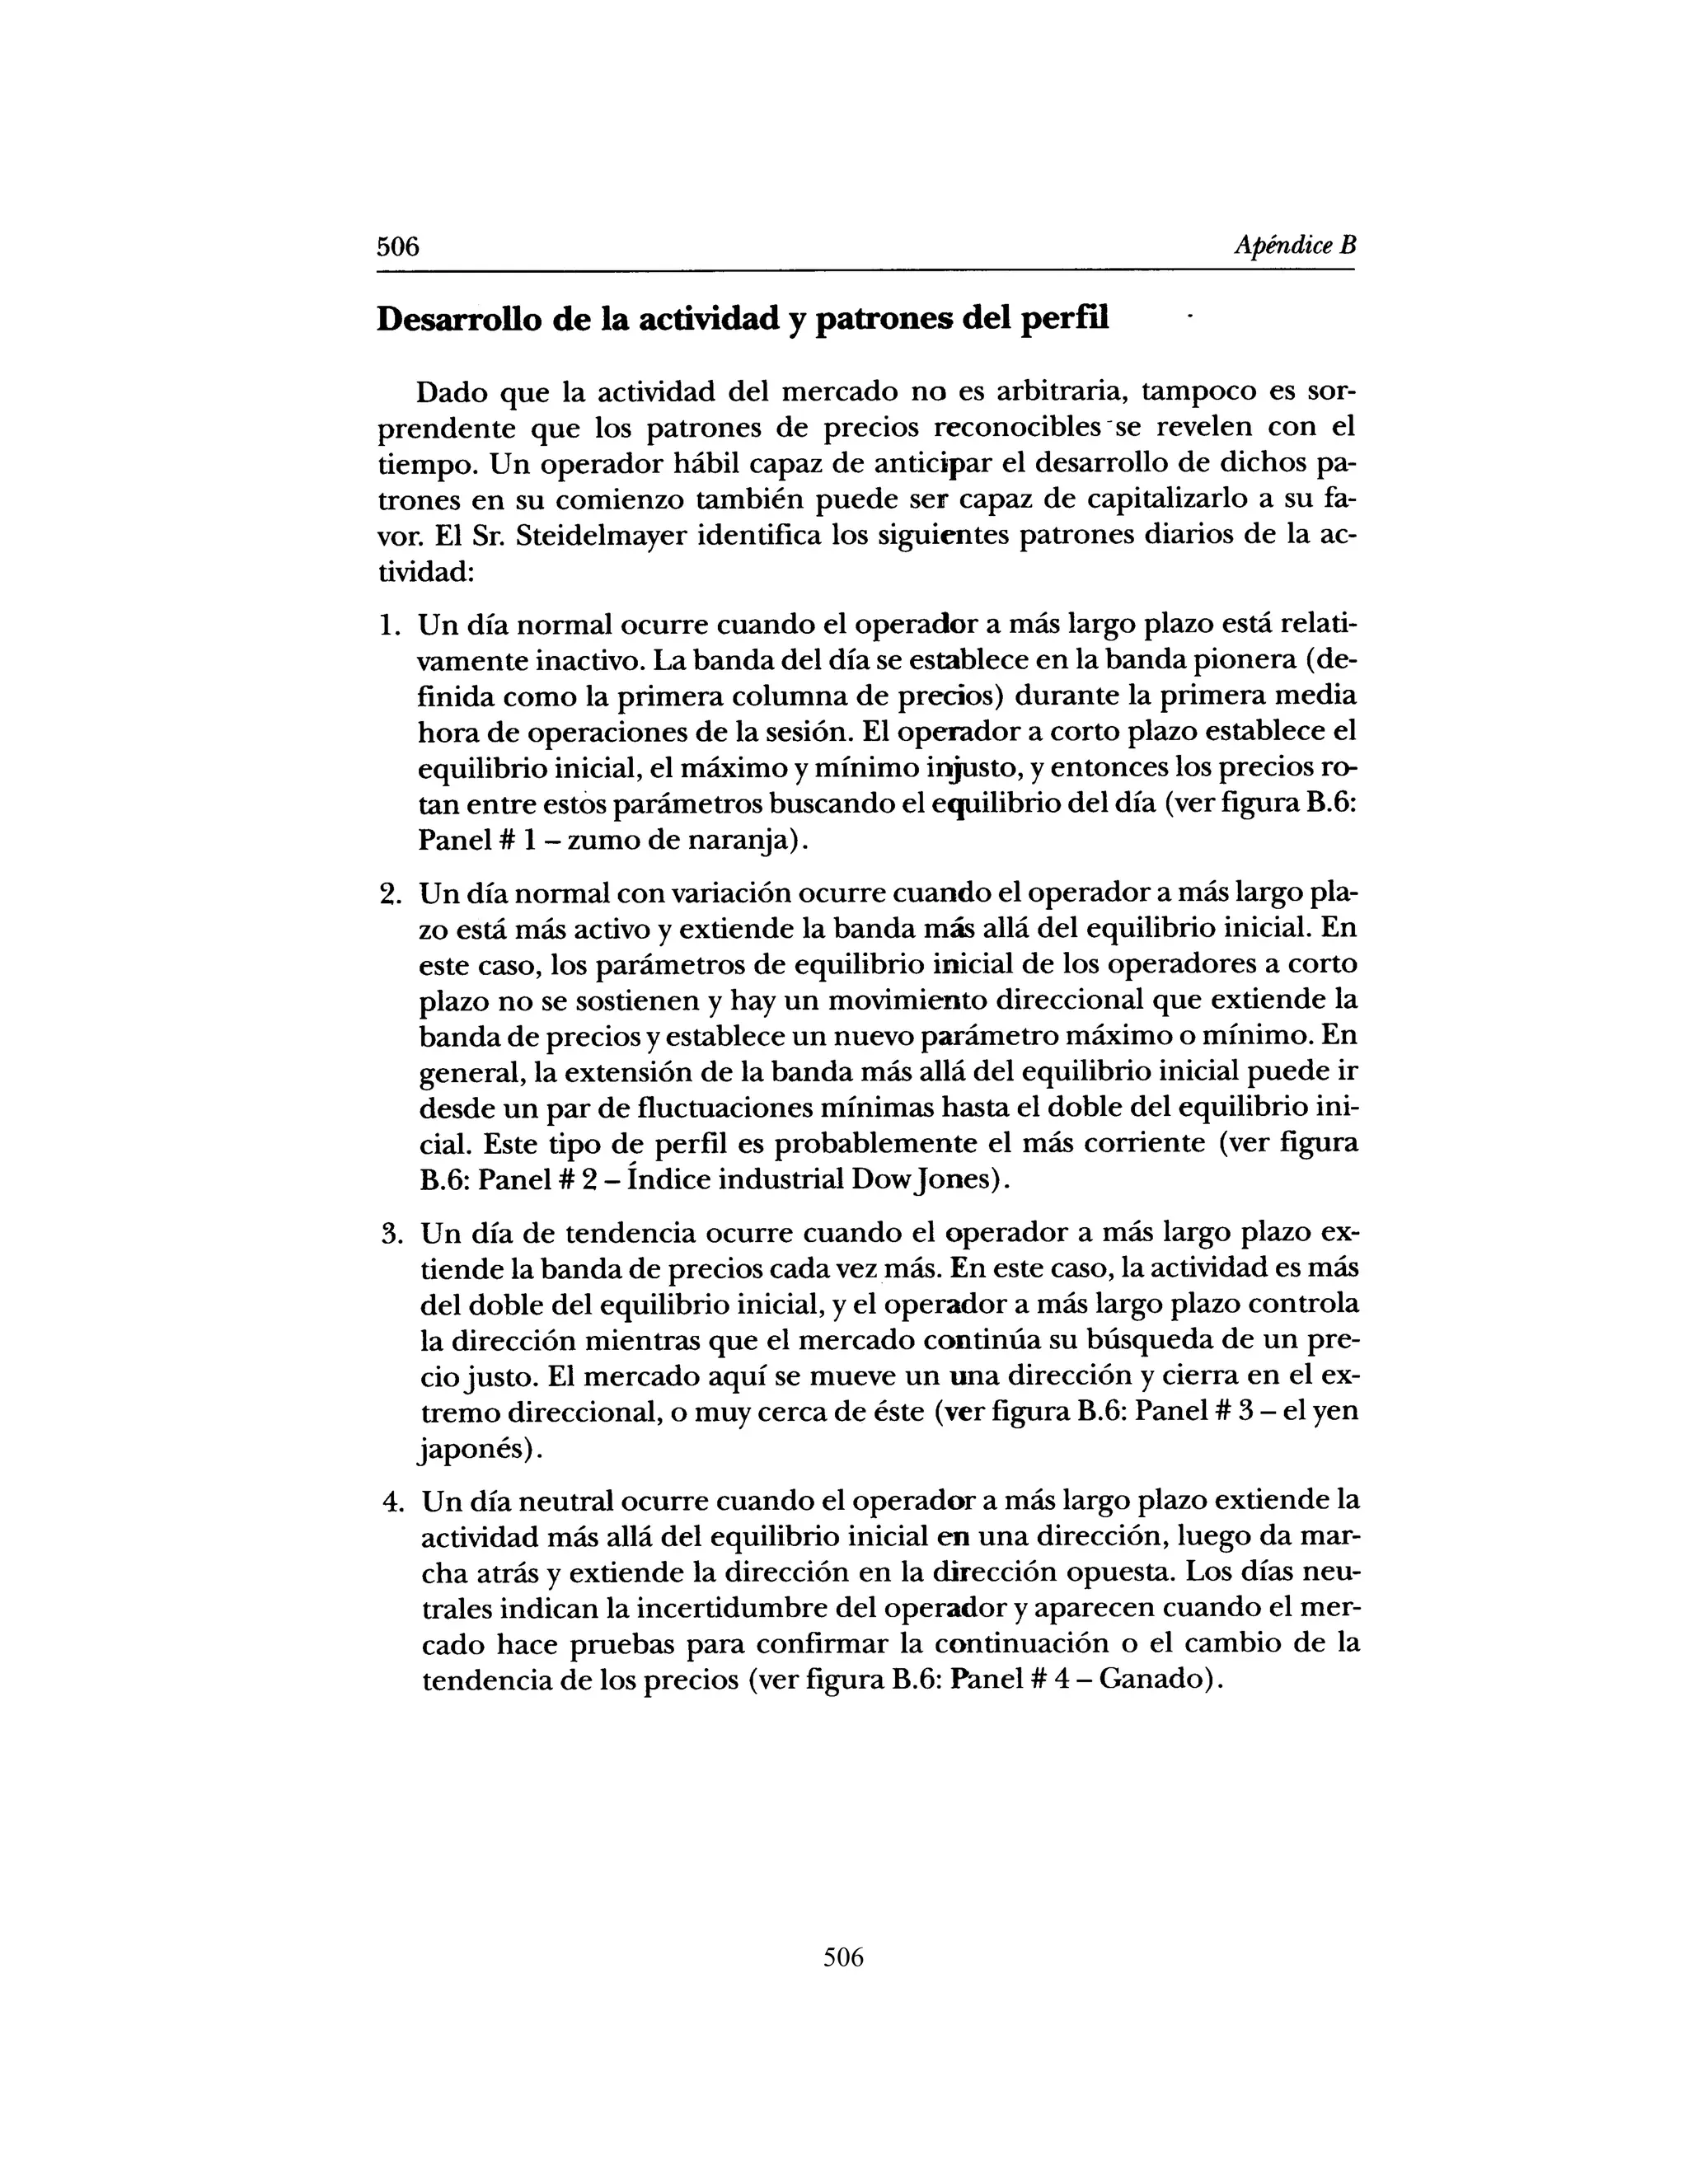 506 Apéndice B
Desarrollo de la actividad y patrones del perfil
Dado que la actividad del mercado no es arbitraria, tampoco es sor-
prendente que los patrones de precios reconocibles se revelen con el
tiempo. Un operador hábil capaz de anticipar el desarrollo de dichos pa-
trones en su comienzo también puede ser capaz de capitalizarlo a su fa-
vor. El Sr. Steidelmayer identifica los siguientes patrones diarios de la ac-
tividad:
1. Un día normal ocurre cuando el operador a más largo plazo está relati-
vamente inactivo. La banda del día se establece en la banda pionera (de-
finida como la primera columna de precios) durante la primera media
hora de operaciones de la sesión. El operador a corto plazo establece el
equilibrio inicial, el máximo y mínimo injusto, y entonces los precios ro-
tan entre estos parámetros buscando el equilibrio del día (ver figura B.6:
Panel # 1 – zumo de naranja).
2. Un día normal con variación ocurre cuando el operador a más largo pla-
zo está más activo y extiende la banda más allá del equilibrio inicial. En
este caso, los parámetros de equilibrio inicial de los operadores a corto
plazo no se sostienen y hay un movimiento direccional que extiende la
banda de precios y establece un nuevo parámetro máximo o mínimo. En
general, la extensión de la banda más allá del equilibrio inicial puede ir
desde un par de fluctuaciones mínimas hasta el doble del equilibrio ini-
cial. Este tipo de perfil es probablemente el más corriente (ver figura
B.6: Panel # 2 – Índice industrial Dow Jones).
3. Un día de tendencia ocurre cuando el operador a más largo plazo ex-
tiende la banda de precios cada vez más. En este caso, la actividad es más
del doble del equilibrio inicial, y el operador a más largo plazo controla
la dirección mientras que el mercado continúa su búsqueda de un pre-
cio justo. El mercado aquí se mueve un una dirección y cierra en el ex-
tremo direccional, o muy cerca de éste (ver figura B.6: Panel # 3 – el yen
japonés).
4. Un día neutral ocurre cuando el operador a más largo plazo extiende la
actividad más allá del equilibrio inicial en una dirección, luego da mar-
cha atrás y extiende la dirección en la dirección opuesta. Los días neu-
trales indican la incertidumbre del operador y aparecen cuando el mer-
cado hace pruebas para confirmar la continuación o el cambio de la
tendencia de los precios (ver figura B.6: Panel # 4 – Ganado).
506